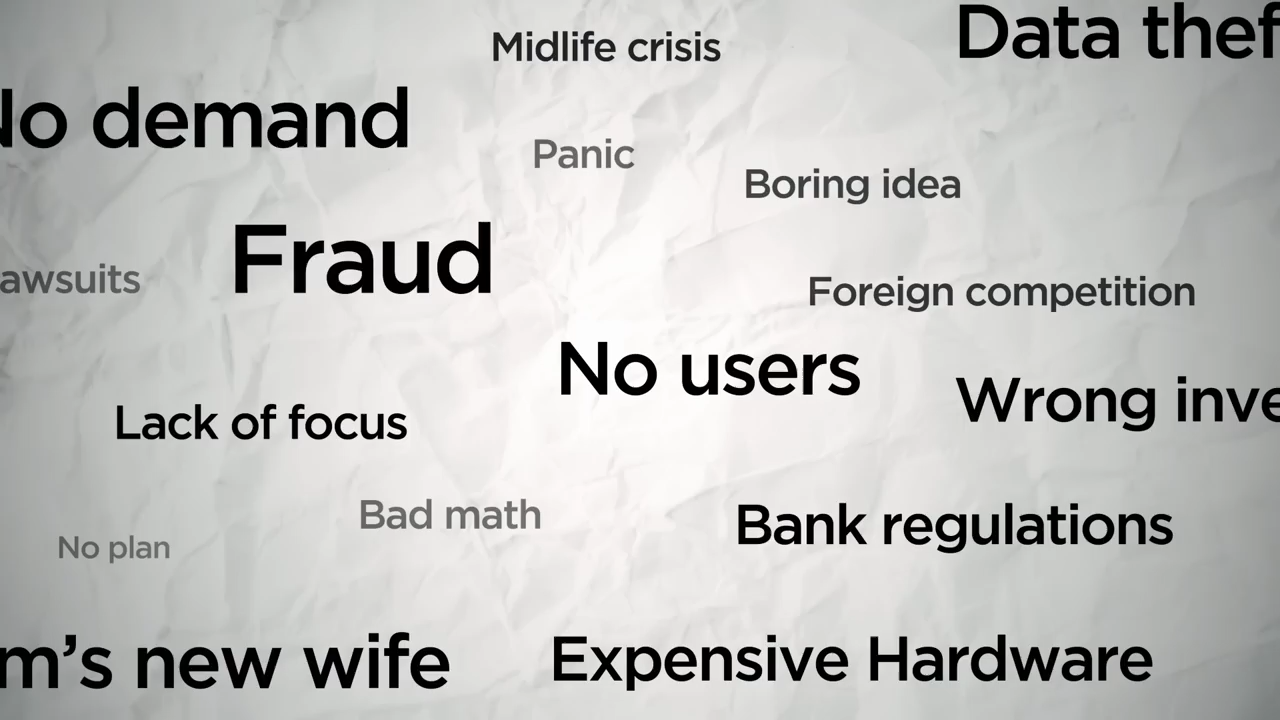 Midlife crisis
Data thef
No demand
Panic
Boring idea
Fraud
awsuits
Foreign competition
No users
Wrong inve
Lack of focus
Bad math
Bank regulations
No plan
m's new wife
Expensive Hardware